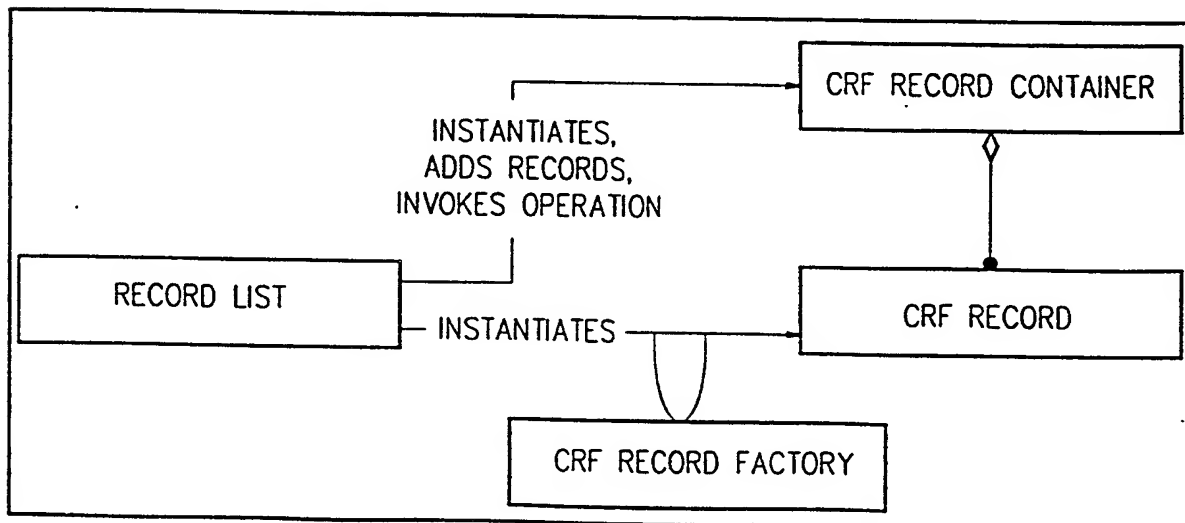 CRF RECORD CONTAINER
INSTANTIATES,
ADDS RECORDS,
INVOKES OPERATION
RECORD LIST
INSTANTIATES
CRF RECORD
CRF RECORD FACTORY